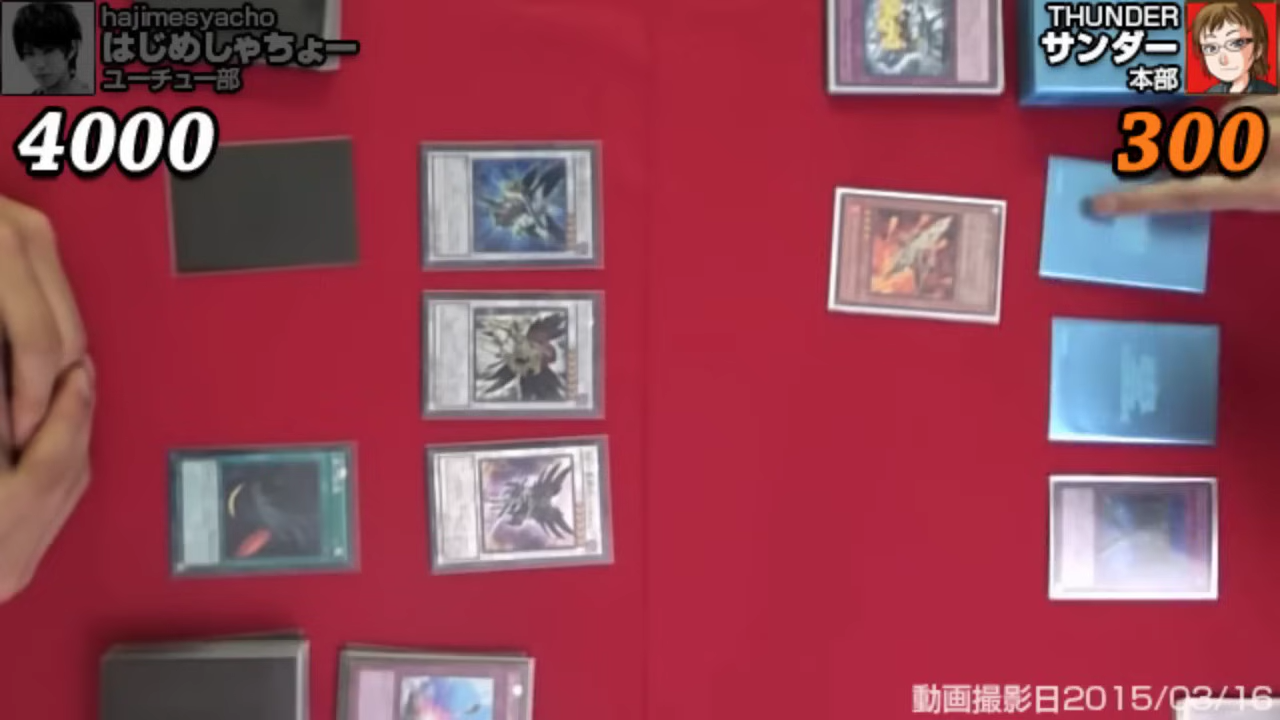 hajimesyacho
はじめしゃちょー
ユーチュー部
4000
THUNDER
サンダー
本部
300
動画撮影日2015/03/16